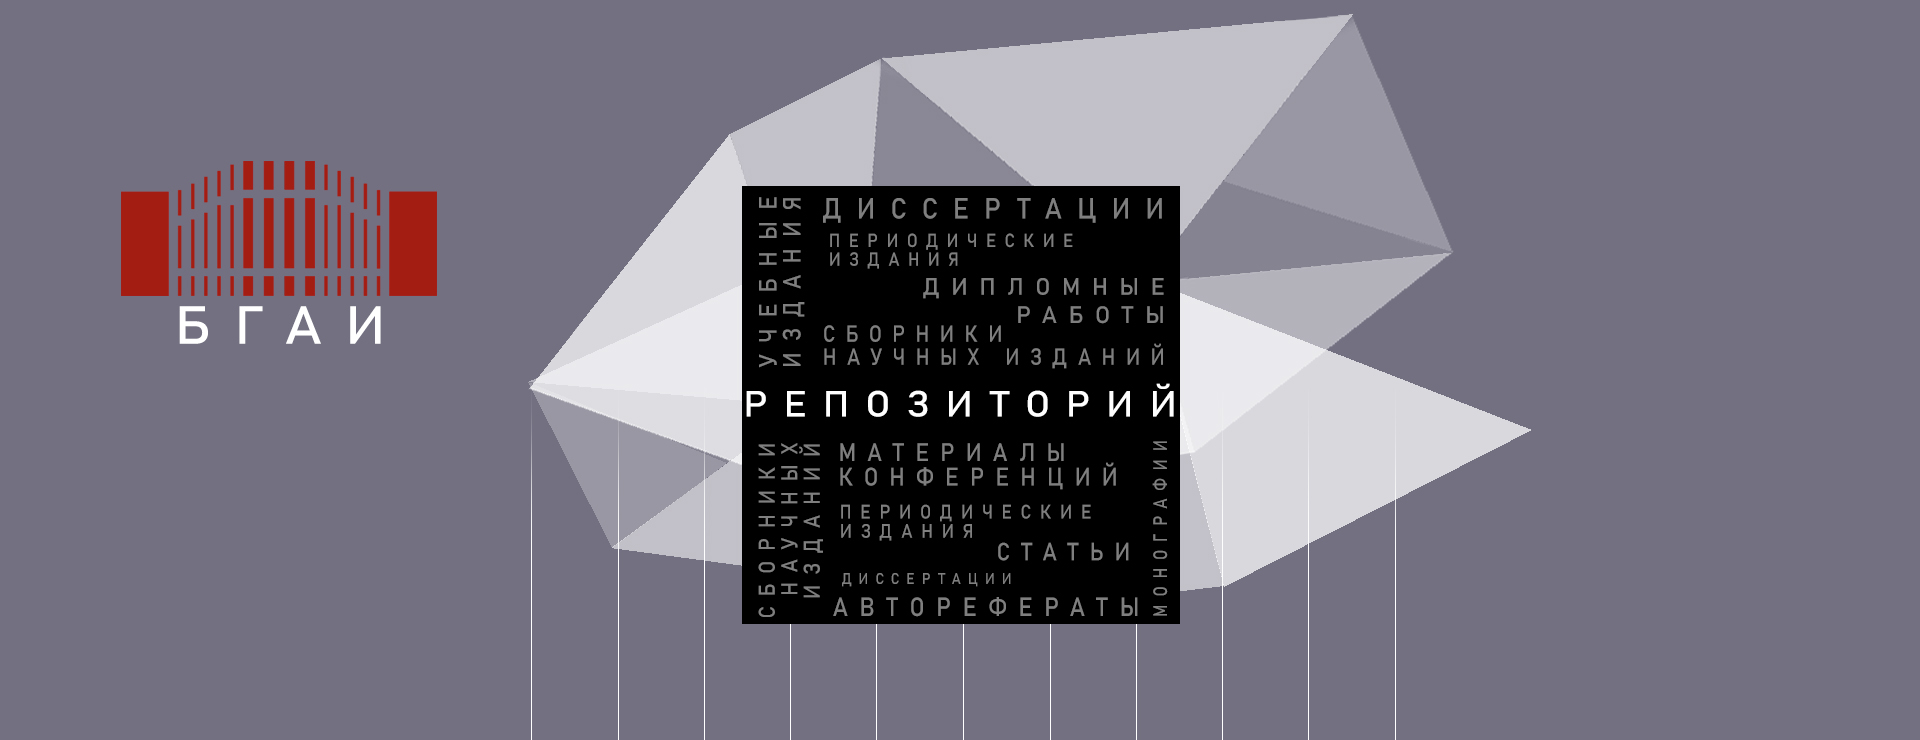 БГАИ
УЧЕБНЫЕ
ИЗДАНИЯ
ДИССЕРТАЦИИ
ПЕРИОДИЧЕСКИЕ
ИЗДАНИЯ
ДИПЛОМНЫЕ
РАБОТЫ
СБОРНИКИ
НАУЧНЫХ ИЗДАНИЙ
РЕПОЗИТОРИЙ
СБОРНИКИ
НАУЧНЫХ
ИЗДАНИЙ
МАТЕРИАЛЫ
КОНФЕРЕНЦИЙ
ПЕРИОДИЧЕСКИЕ
ИЗДАНИЯ
СТАТЬИ
ДИССЕРТАЦИИ
АВТОРЕФЕРАТЫ
МОНОГРАФИИ